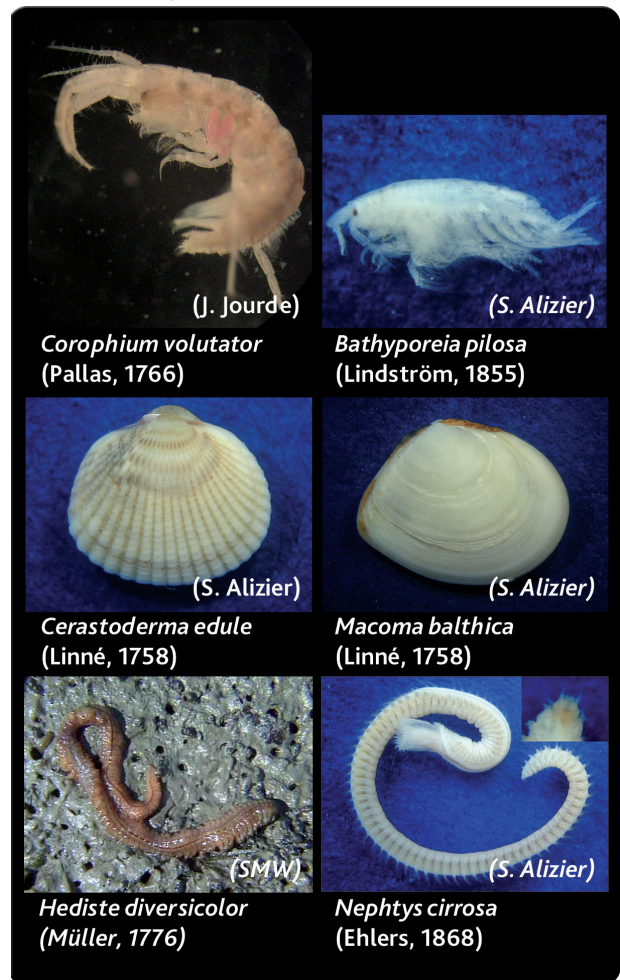 (J. Jourde)
(S. Alizier)
Corophium volutator
(Pallas, 1766)
Bathyporeia pilosa
(Lindström, 1855)
(S. Alizier)
(S. Alizier)
Cerastoderma edule
(Linné, 1758)
Macoma balthica
(Linné, 1758)
(SMW)
(S. Alizier)
Hediste diversicolor
(Müller, 1776)
Nephtys cirrosa
(Ehlers, 1868)